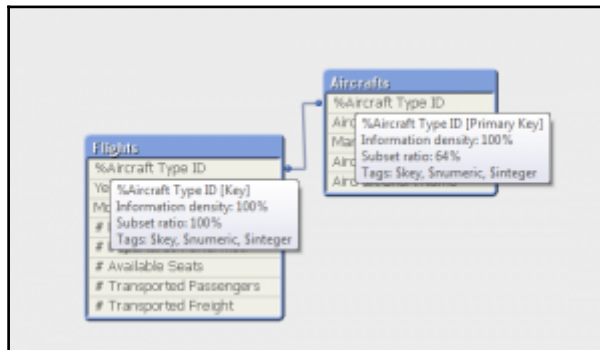 Aircrafts
%Aircraft Type ID
%Aircraft Type ID [Primary Key]
Information density: 100%
Subset ratio: 64%
Tags: $key, $numeric, $integer
Flights
%Aircraft Type ID
%Aircraft Type ID [Key]
Information density: 100%
Subset ratio: 100%
Tags: $key, $numeric, $integer
# Available Seats
# Transported Passengers
# Transported Freight